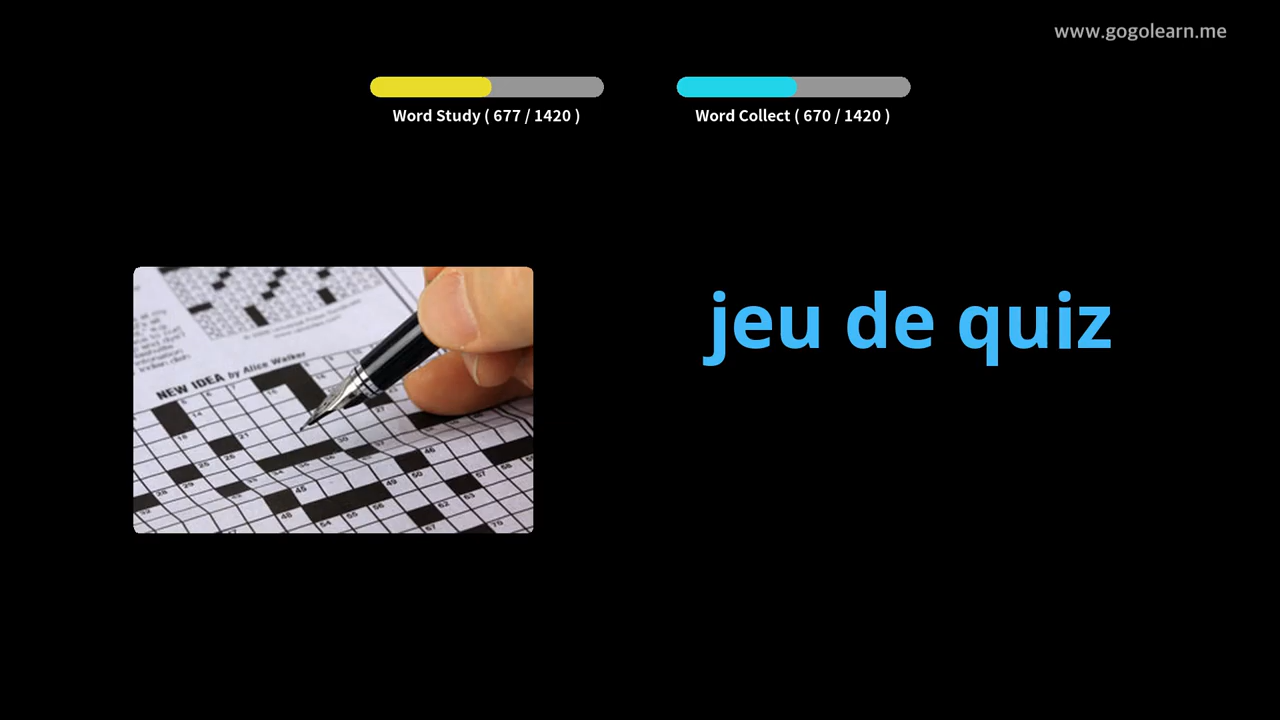 www.gogolearn.me
Word Study ( 677 / 1420 )
Word Collect ( 670 / 1420 )
jeu de quiz
NEW IDEA by Alice Walker